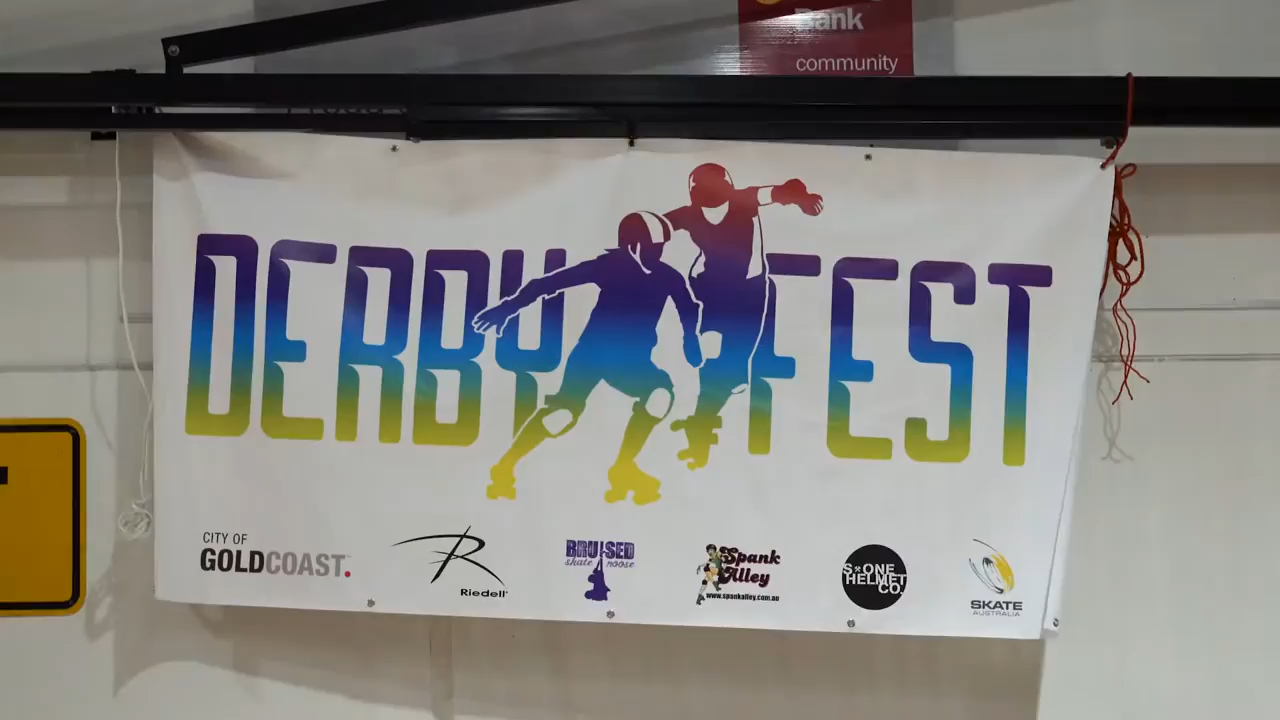 Bank
community
DERBY FEST
CITY OF
GOLDCOAST.
R
Riedell
BRUISED
skate noose
Spank
Alley
www.spankalley.com.au
S ONE
HELMET
CO.
SKATE
AUSTRALIA